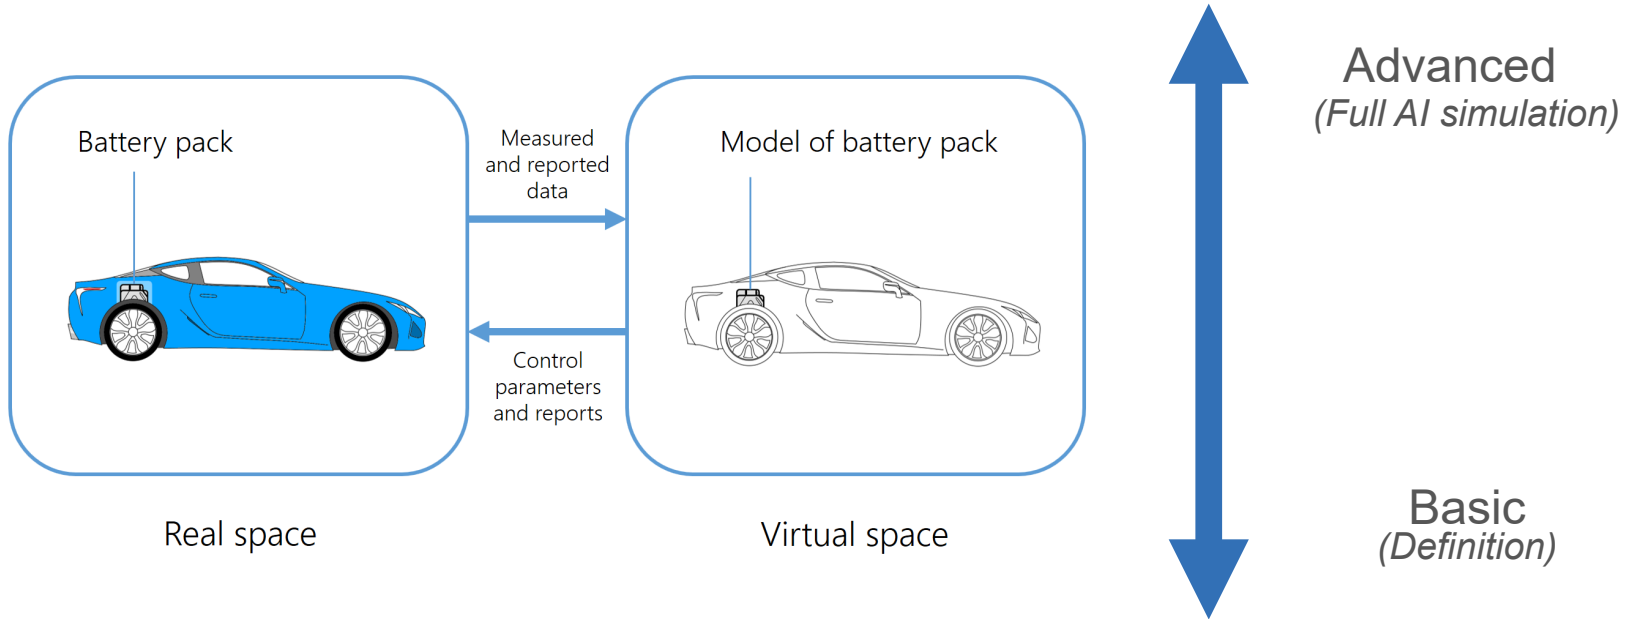 Battery pack
Measured
and reported
data
Model of battery pack
Control
parameters
and reports
Real space
Virtual space
Advanced
(Full AI simulation)
Basic
(Definition)